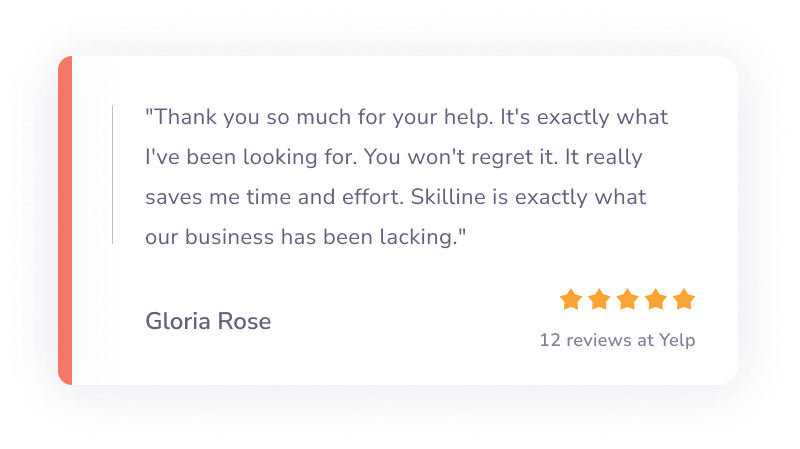 "Thank you so much for your help. It's exactly what
I've been looking for. You won't regret it. It really
saves me time and effort. Skilline is exactly what
our business has been lacking."
Gloria Rose
12 reviews at Yelp